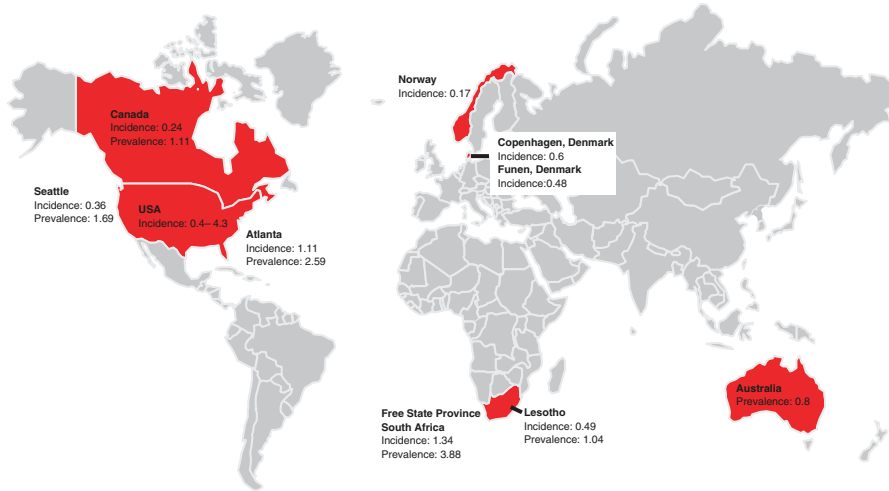 Norway
Incidence: 0.17
Canada
Incidence: 0.24
Prevalence: 1.11
Copenhagen, Denmark
Incidence: 0.6
Funen, Denmark
Incidence:0.48
Seattle
Incidence: 0.36
Prevalence: 1.69
USA
Incidence: 0.4– 4.3
Atlanta
Incidence: 1.11
Prevalence: 2.59
Australia
Prevalence: 0.8
Free State Province
South Africa
Incidence: 1.34
Prevalence: 3.88
Lesotho
Incidence: 0.49
Prevalence: 1.04